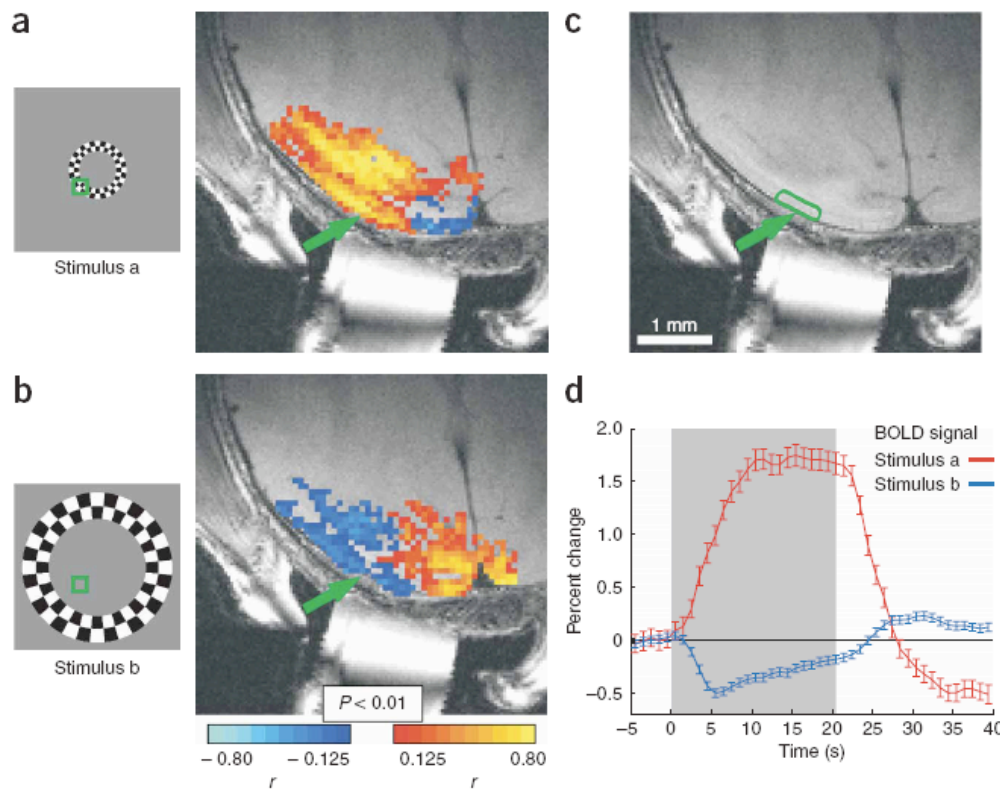 a
Stimulus a
c
1 mm
b
Stimulus b
P < 0.01
− 0.80 − 0.125 0.125 0.80
r r
d
BOLD signal
Stimulus a
Stimulus b
Percent change
2.0
1.5
1.0
0.5
0
−0.5
−5 0 5 10 15 20 25 30 35 40
Time (s)